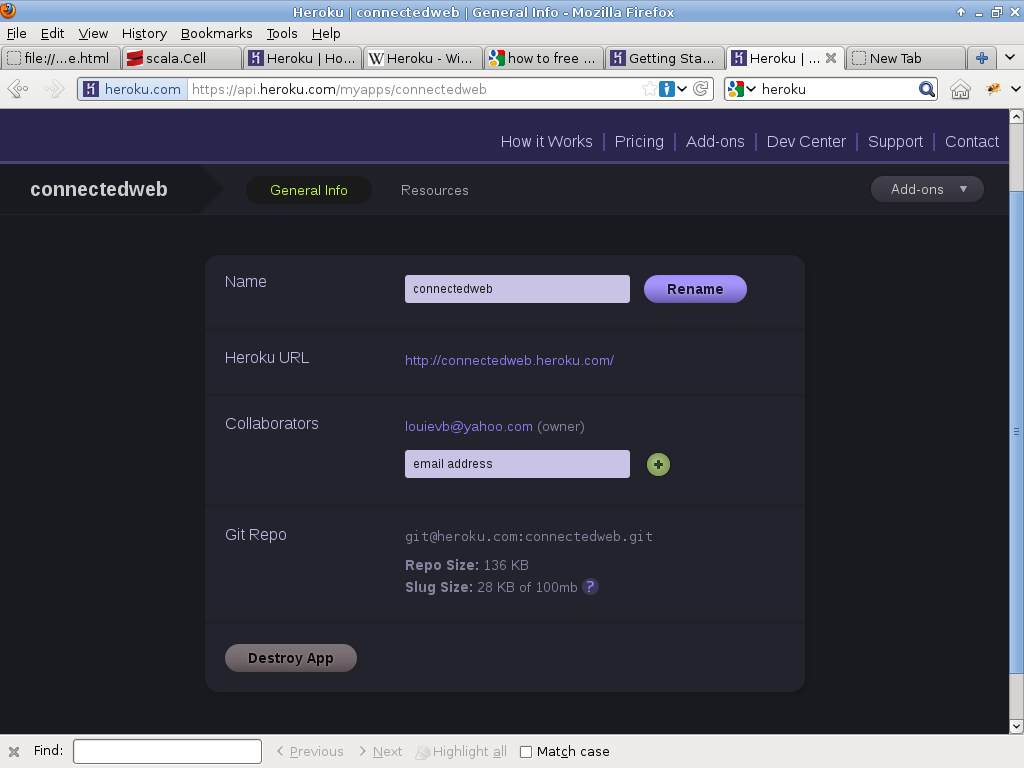 Heroku | connectedweb | General Info - Mozilla Firefox
File Edit View History Bookmarks Tools Help
file://...e.html scala.Cell Heroku | Ho... Heroku - Wi... how to free ... Getting Sta... Heroku | ... New Tab
heroku.com https://api.heroku.com/myapps/connectedweb heroku
How it Works Pricing Add-ons Dev Center Support Contact
connectedweb General Info Resources Add-ons
Name connectedweb Rename
Heroku URL http://connectedweb.heroku.com/
Collaborators louievb@yahoo.com (owner)
email address
Git Repo git@heroku.com:connectedweb.git
Repo Size: 136 KB
Slug Size: 28 KB of 100mb ?
Destroy App
Find: Previous Next Highlight all Match case